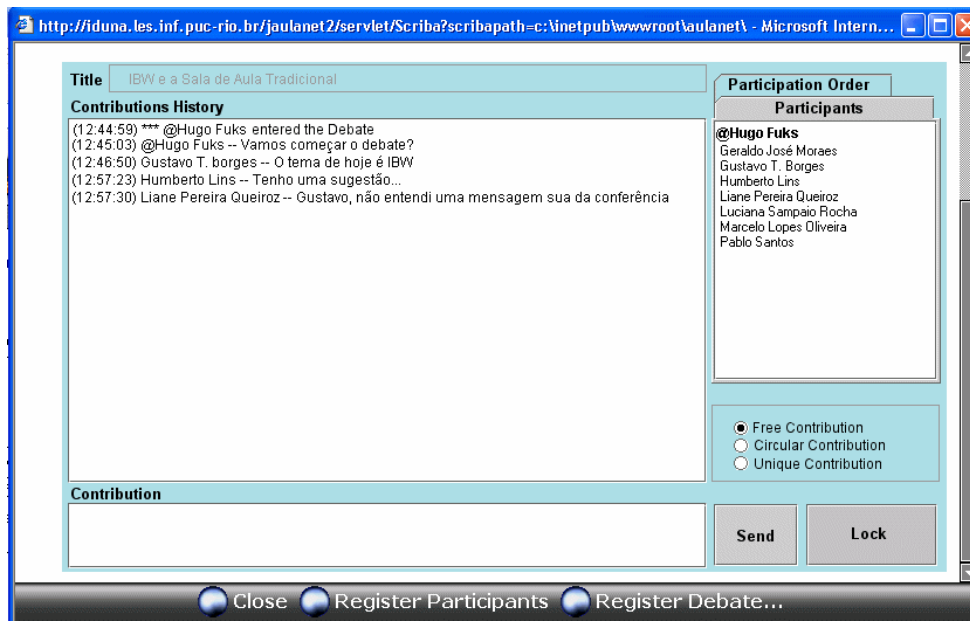 http://iduna.les.inf.puc-rio.br/jaulanet2/servlet/Scriba?scribapath=c:\inetpub\wwwroot\aulanet\ - Microsoft Intern...
Title IBW e a Sala de Aula Tradicional
Contributions History
(12:44:59) *** @Hugo Fuks entered the Debate
(12:45:03) @Hugo Fuks -- Vamos começar o debate?
(12:46:50) Gustavo T. borges -- O tema de hoje é IBW
(12:57:23) Humberto Lins -- Tenho uma sugestão...
(12:57:30) Liane Pereira Queiroz -- Gustavo, não entendi uma mensagem sua da conferência
Participation Order
Participants
@Hugo Fuks
Geraldo José Moraes
Gustavo T. Borges
Humberto Lins
Liane Pereira Queiroz
Luciana Sampaio Rocha
Marcelo Lopes Oliveira
Pablo Santos
Free Contribution
Circular Contribution
Unique Contribution
Contribution
Send
Lock
Close Register Participants Register Debate...